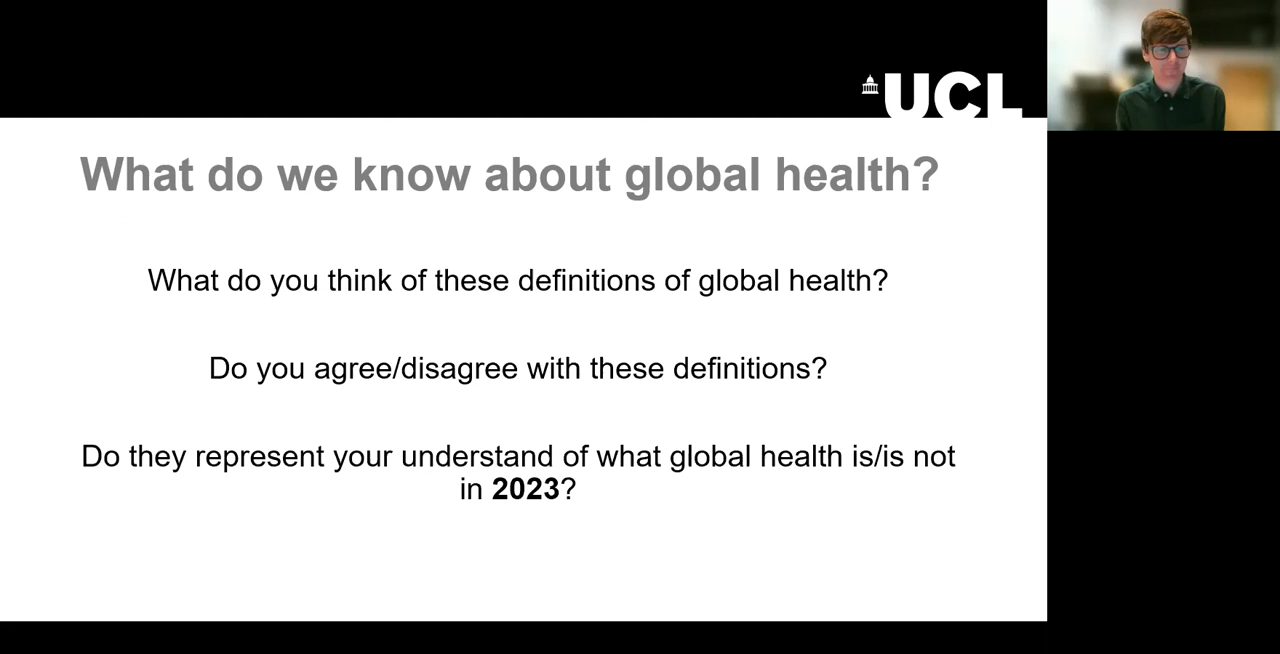 UCL
What do we know about global health?
What do you think of these definitions of global health?
Do you agree/disagree with these definitions?
Do they represent your understand of what global health is/is not
in 2023?